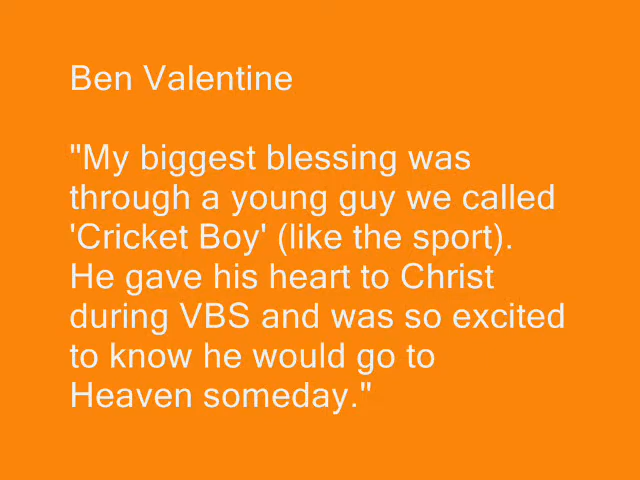 Ben Valentine
"My biggest blessing was
through a young guy we called
'Cricket Boy' (like the sport).
He gave his heart to Christ
during VBS and was so excited
to know he would go to
Heaven someday."